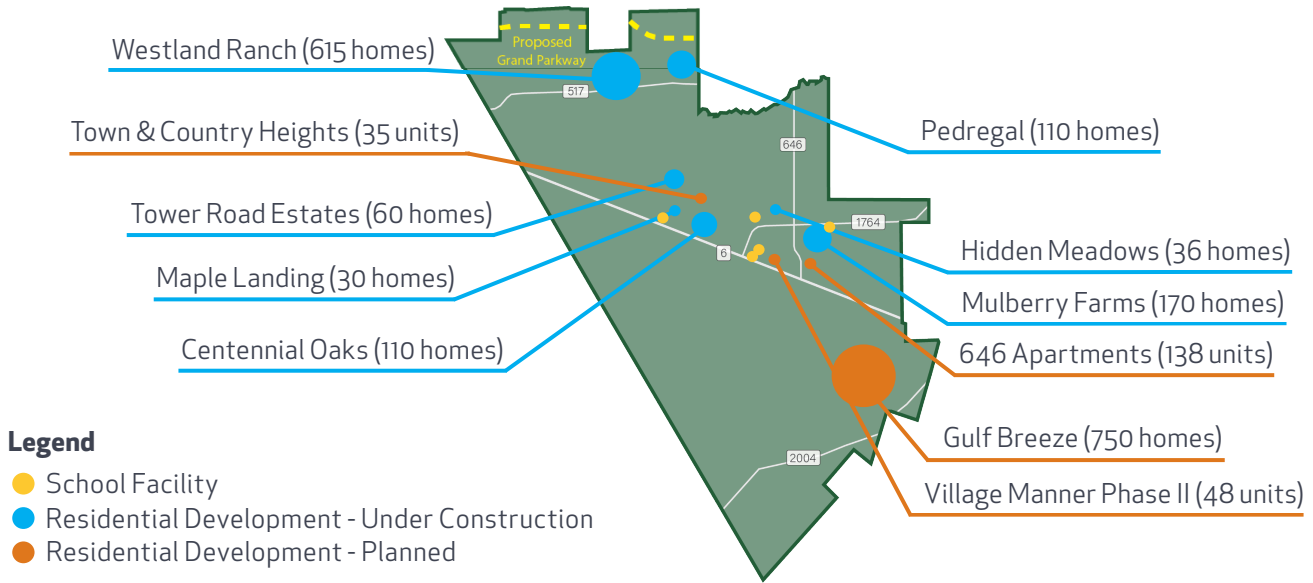 Proposed
Grand Parkway
Westland Ranch (615 homes)
517
Town & Country Heights (35 units)
646
Pedregal (110 homes)
Tower Road Estates (60 homes)
1764
6
Hidden Meadows (36 homes)
Maple Landing (30 homes)
Mulberry Farms (170 homes)
Centennial Oaks (110 homes)
646 Apartments (138 units)
Gulf Breeze (750 homes)
2004
Village Manner Phase II (48 units)
Legend
School Facility
Residential Development - Under Construction
Residential Development - Planned